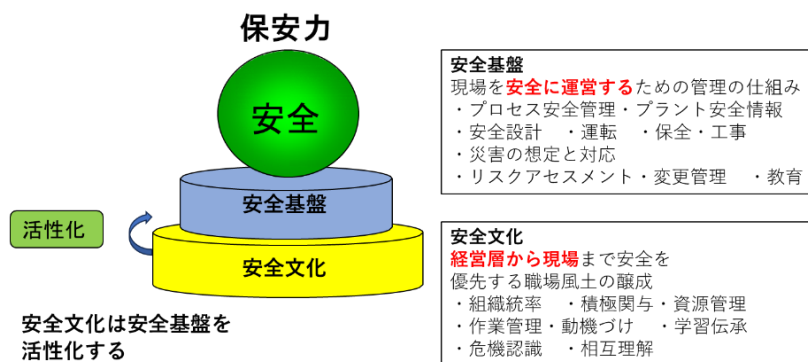 保安力
安全
安全基盤
安全文化
活性化
安全文化は安全基盤を
活性化する
安全基盤
現場を安全に運営するための管理の仕組み
・プロセス安全管理・プラント安全情報
・安全設計　・運転　・保全・工事
・災害の想定と対応
・リスクアセスメント・変更管理　・教育
安全文化
経営層から現場まで安全を
優先する職場風土の醸成
・組織統率　・積極関与・資源管理
・作業管理・動機づけ　・学習伝承
・危機認識　・相互理解